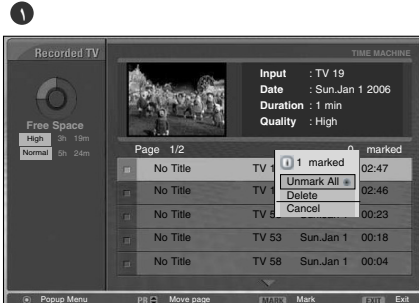 ١
Recorded TV
TIME MACHINE
Input : TV 19
Date : Sun.Jan 1 2006
Duration : 1 min
Quality : High
Free Space
High 3h 19m
Normal 5h 24m
Page 1/2 0 marked
No Title TV 1 02:47
No Title TV 1 02:46
No Title TV 5 00:23
No Title TV 53 Sun.Jan 1 00:18
No Title TV 58 Sun.Jan 1 00:04
1 marked
Unmark All
Delete
Cancel
Popup Menu PR Move page MARK Mark EXIT Exit